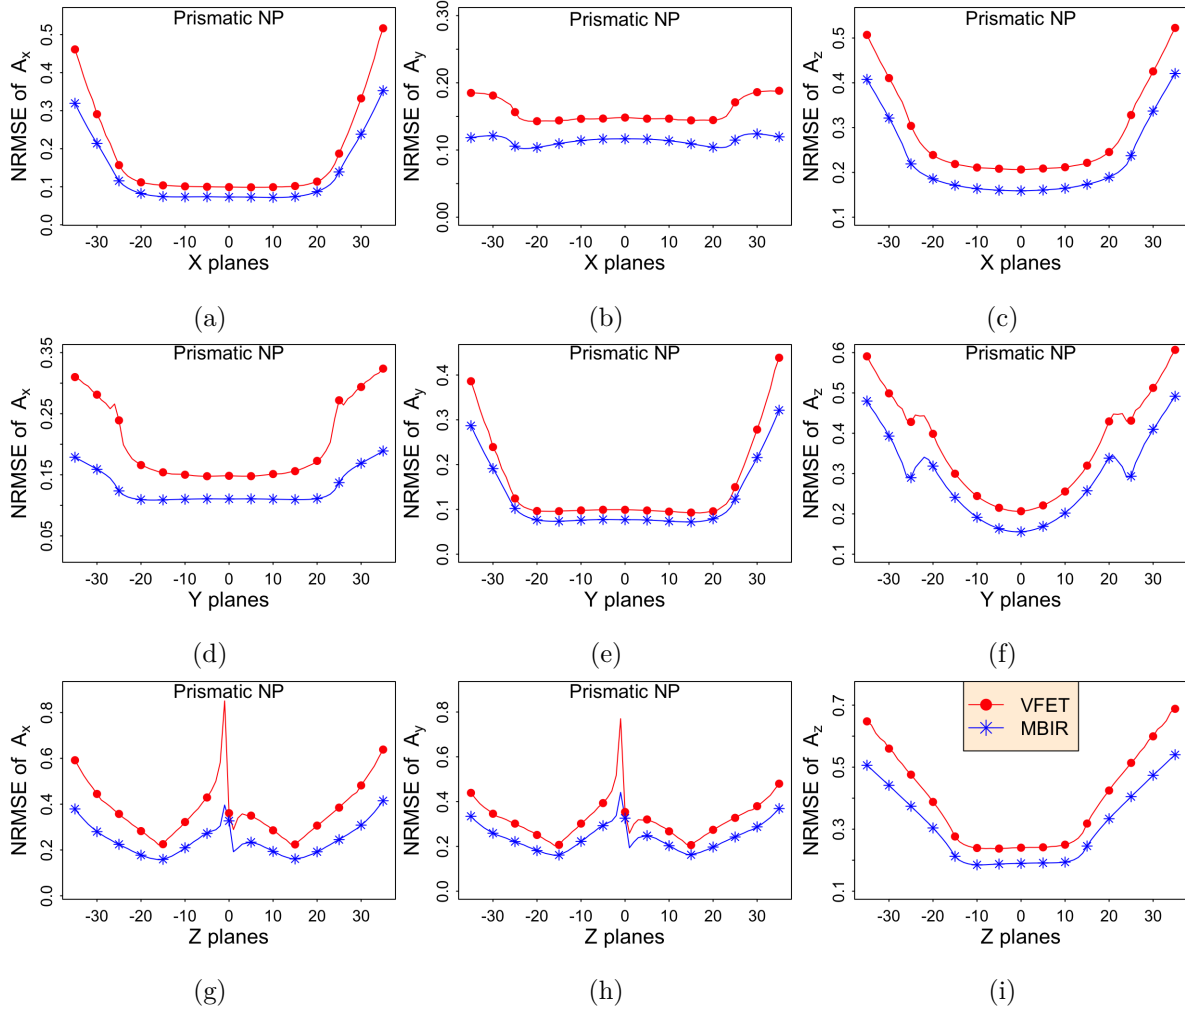 Prismatic NP
NRMSE of Ax
0.0 0.1 0.2 0.3 0.4 0.5
-30 -20 -10 0 10 20 30
X planes
(a)
Prismatic NP
NRMSE of Ay
0.00 0.10 0.20 0.30
-30 -20 -10 0 10 20 30
X planes
(b)
Prismatic NP
NRMSE of Az
0.1 0.2 0.3 0.4 0.5
-30 -20 -10 0 10 20 30
X planes
(c)
Prismatic NP
NRMSE of Ax
0.05 0.15 0.25 0.35
-30 -20 -10 0 10 20 30
Y planes
(d)
Prismatic NP
NRMSE of Ay
0.0 0.1 0.2 0.3 0.4
-30 -20 -10 0 10 20 30
Y planes
(e)
Prismatic NP
NRMSE of Az
0.1 0.2 0.3 0.4 0.5 0.6
-30 -20 -10 0 10 20 30
Y planes
(f)
Prismatic NP
NRMSE of Ax
0.0 0.2 0.4 0.6 0.8
-30 -20 -10 0 10 20 30
Z planes
(g)
Prismatic NP
NRMSE of Ay
0.0 0.2 0.4 0.6 0.8
-30 -20 -10 0 10 20 30
Z planes
(h)
VFET
MBIR
NRMSE of Az
0.1 0.3 0.5 0.7
-30 -20 -10 0 10 20 30
Z planes
(i)